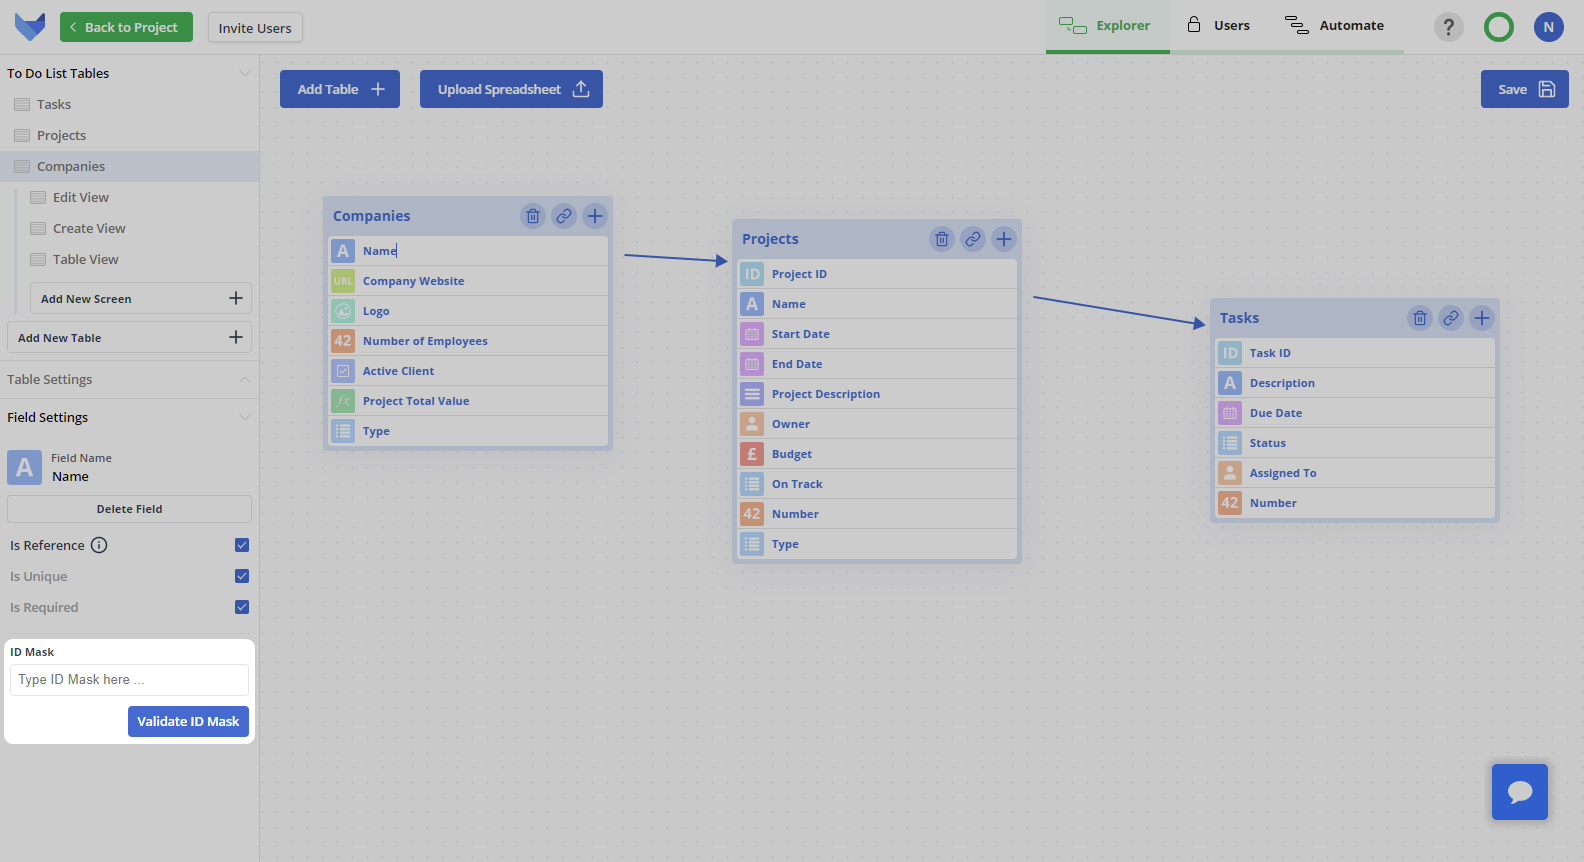 Back to Project
Invite Users
Explorer
Users
Automate
?
N
To Do List Tables
Tasks
Projects
Companies
Edit View
Create View
Table View
Add New Screen
Add New Table
Table Settings
Field Settings
A
Field Name
Name
Delete Field
Is Reference
Is Unique
Is Required
ID Mask
Type ID Mask here ...
Validate ID Mask
Add Table
Upload Spreadsheet
Save
Companies
A Name
URL Company Website
Logo
42 Number of Employees
Active Client
fx Project Total Value
Type
Projects
ID Project ID
A Name
Start Date
End Date
Project Description
Owner
£ Budget
On Track
42 Number
Type
Tasks
ID Task ID
A Description
Due Date
Status
Assigned To
42 Number